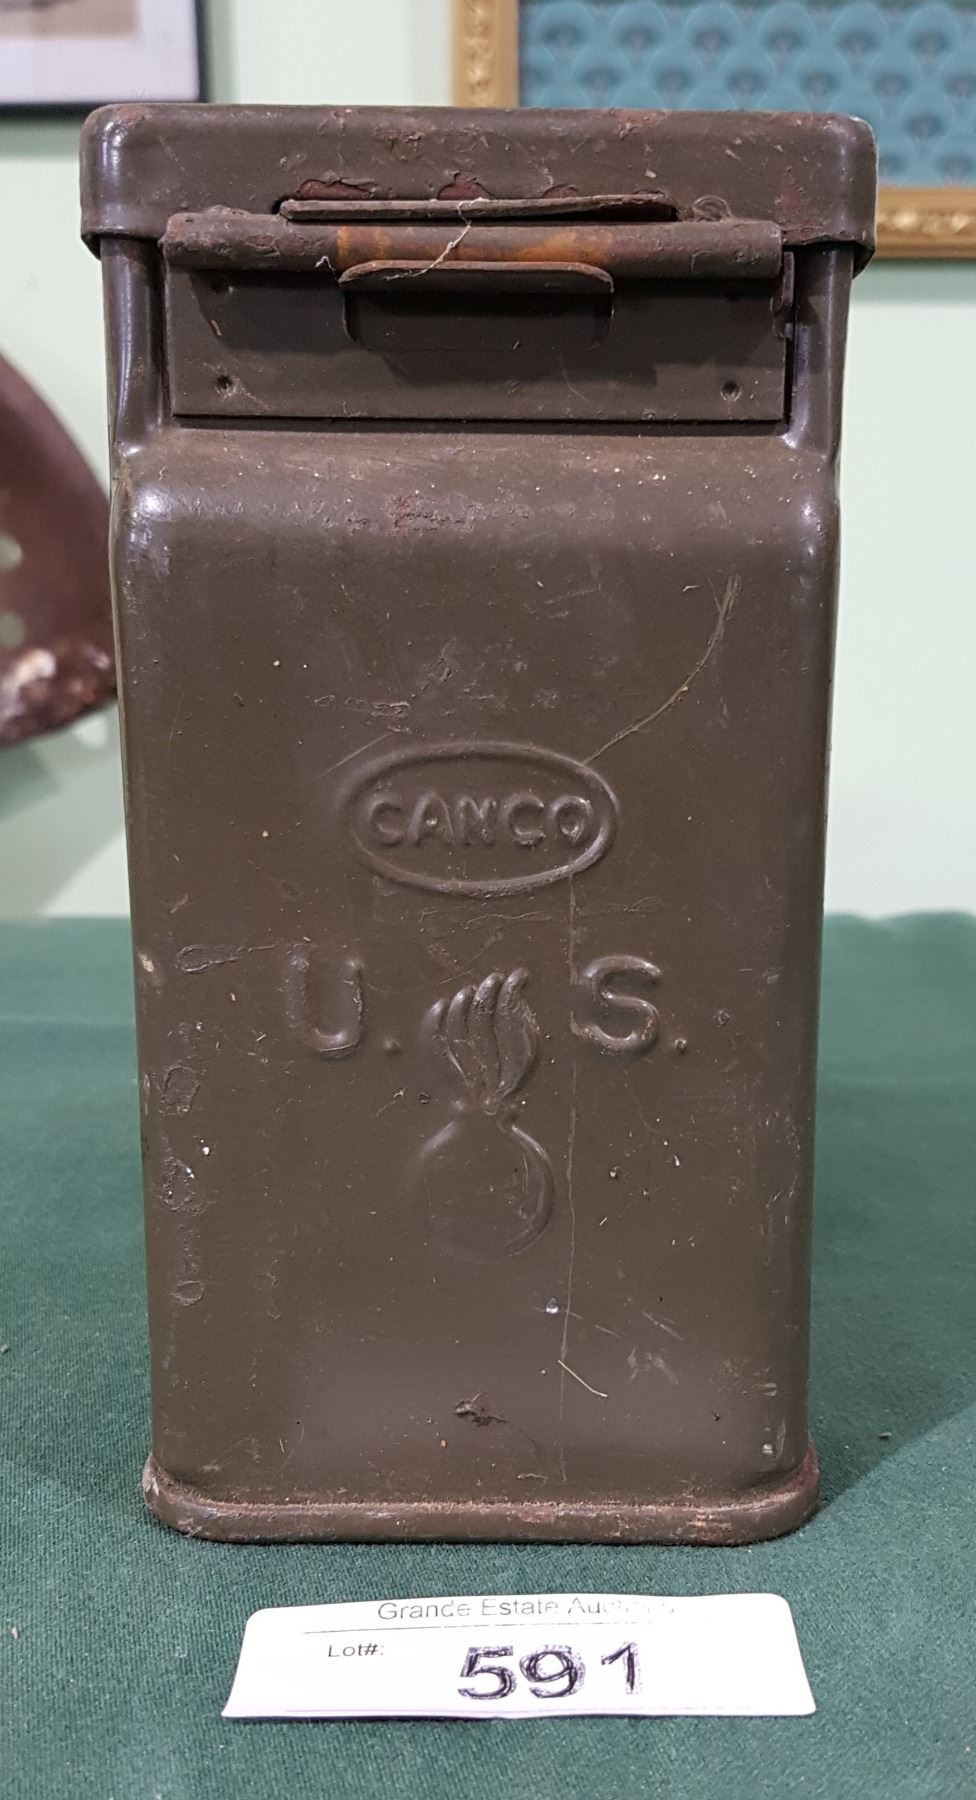 CANCO
U. S.
Grande Estate Auctions
Lot#: 591